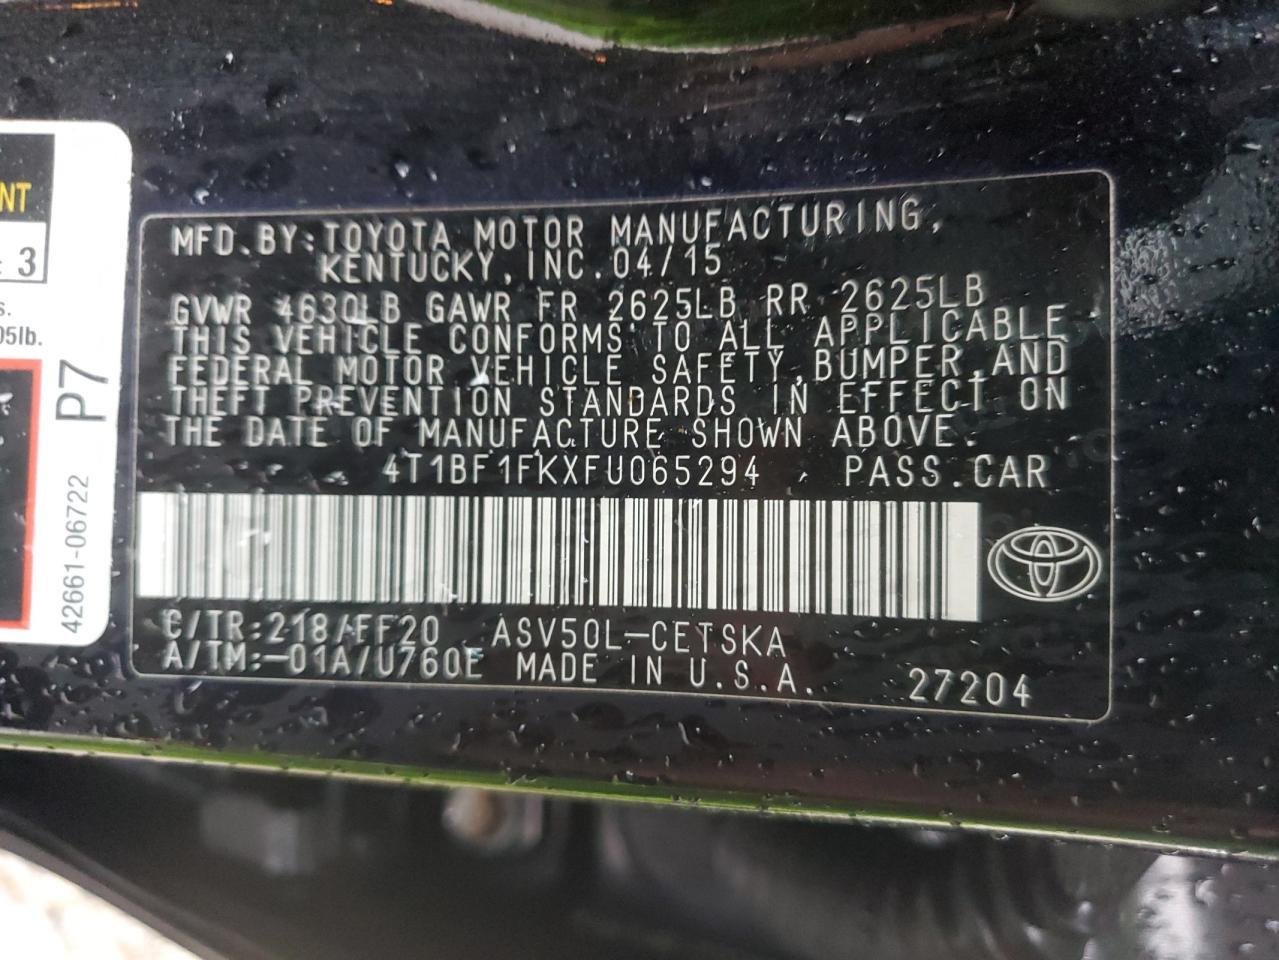 NT
: 3
s.
05lb.
P7
42661-06722
MFD.BY:TOYOTA MOTOR MANUFACTURING,
KENTUCKY,INC.04/15
GVWR 4630LB GAWR FR 2625LB RR 2625LB
THIS VEHICLE CONFORMS TO ALL APPLICABLE
FEDERAL MOTOR VEHICLE SAFETY,BUMPER,AND
THEFT PREVENTION STANDARDS IN EFFECT ON
THE DATE OF MANUFACTURE SHOWN ABOVE.
4T1BF1FKXFU065294 PASS.CAR
C/TR:218/FF20 ASV50L-CETSKA
A/TM:-01A/U760E MADE IN U.S.A. 27204